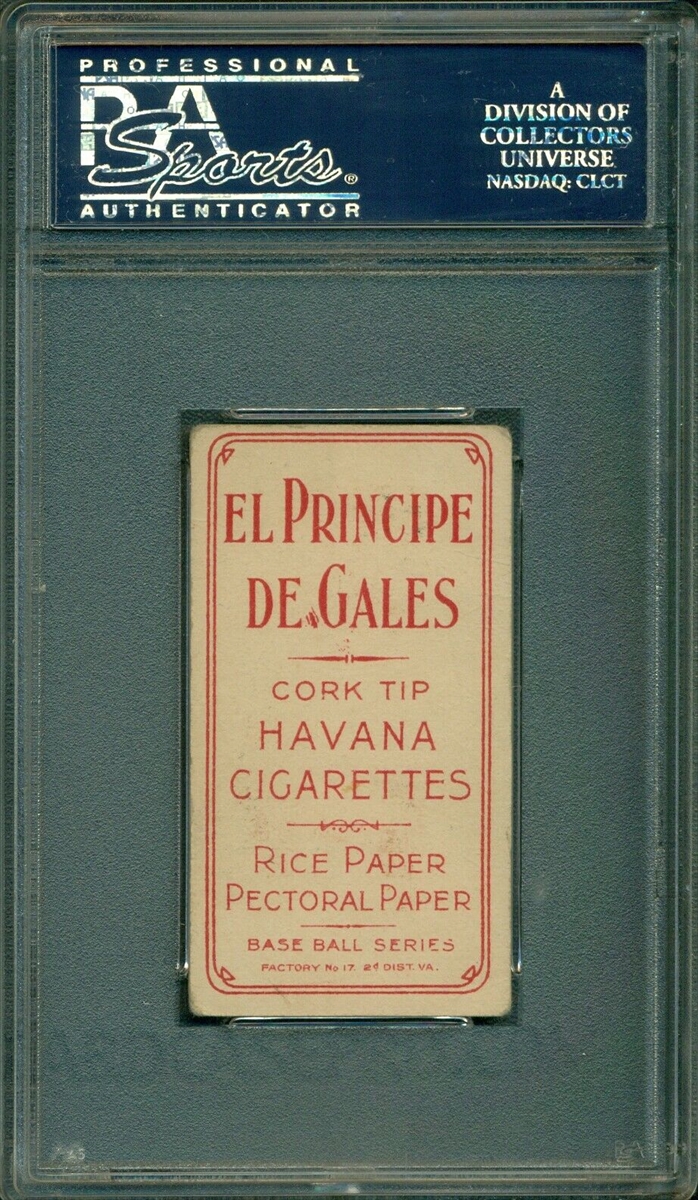 PROFESSIONAL
PSA
Sports®
AUTHENTICATOR
A
DIVISION OF
COLLECTORS
UNIVERSE
NASDAQ: CLCT
EL PRINCIPE
DE GALES
CORK TIP
HAVANA
CIGARETTES
RICE PAPER
PECTORAL PAPER
BASE BALL SERIES
FACTORY No 17. 2d DIST. VA.